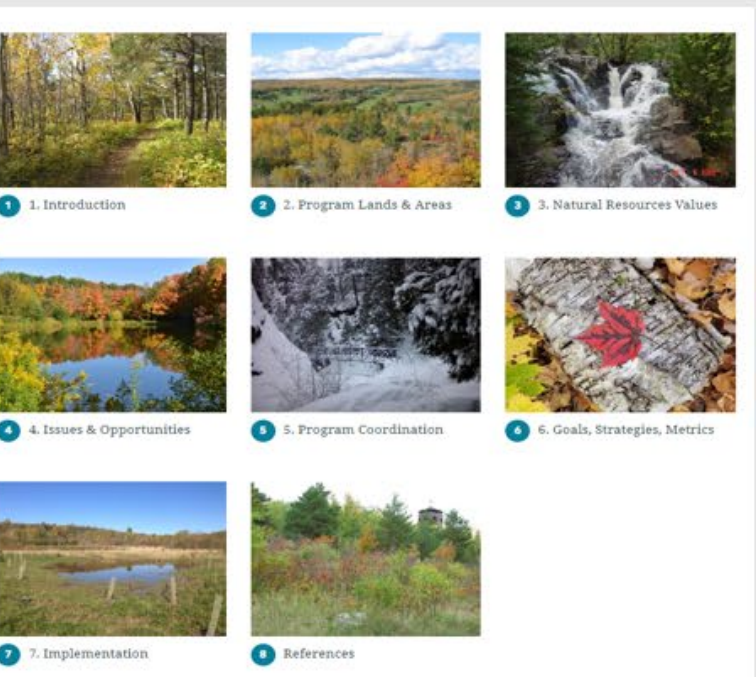 1 1. Introduction
2 2. Program Lands & Areas
3 3. Natural Resources Values
4 4. Issues & Opportunities
5 5. Program Coordination
6 6. Goals, Strategies, Metrics
7 7. Implementation
8 References